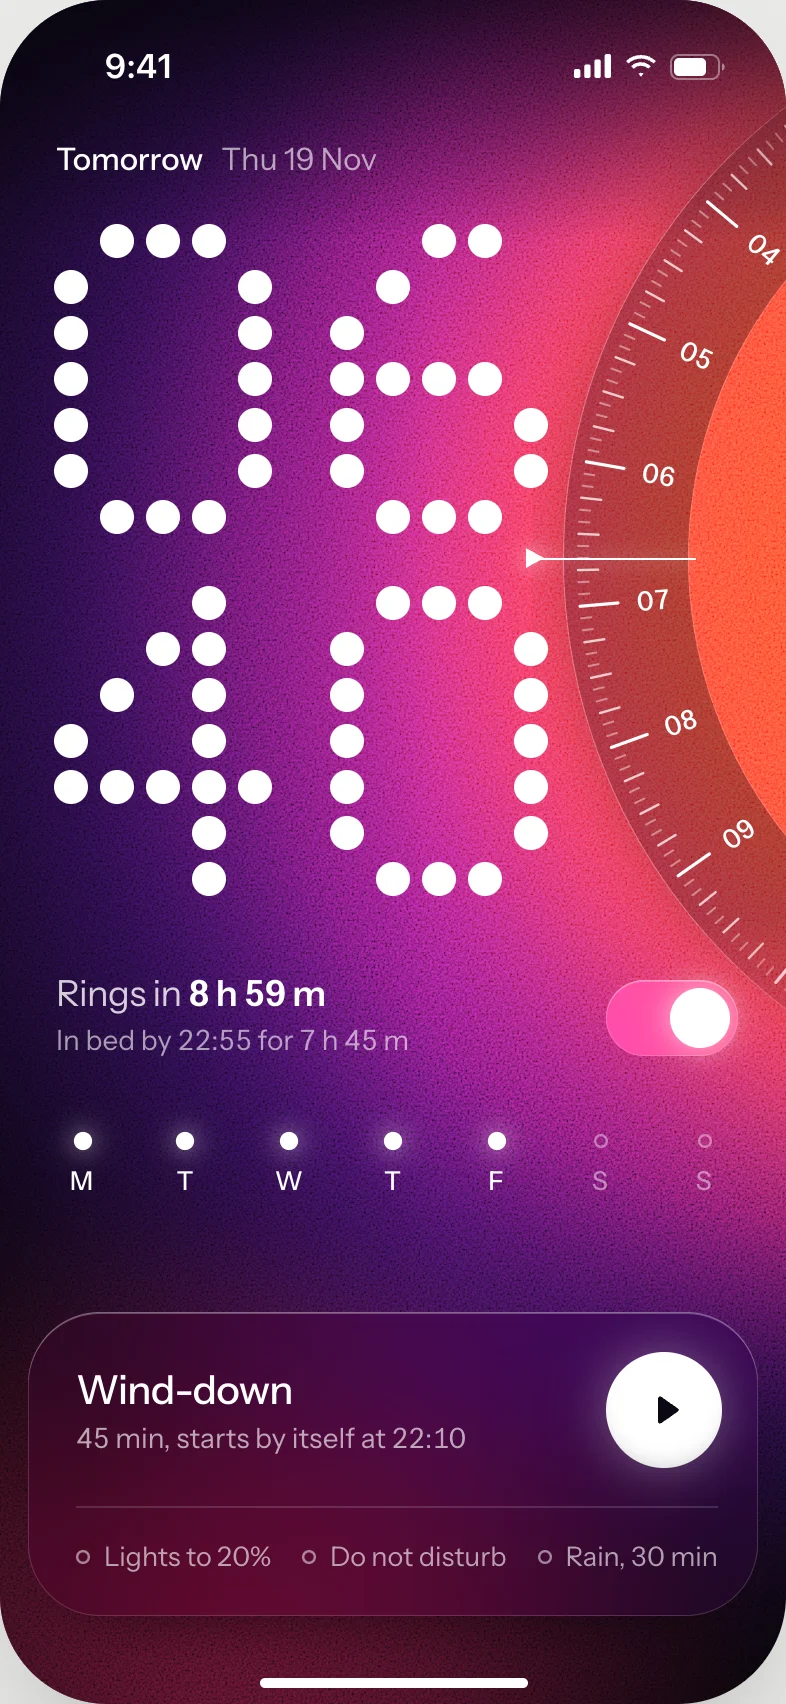 9:41
Tomorrow Thu 19 Nov
06
40
04
05
06
07
08
09
Rings in 8 h 59 m
In bed by 22:55 for 7 h 45 m
M T W T F S S
Wind-down
45 min, starts by itself at 22:10
Lights to 20% Do not disturb Rain, 30 min